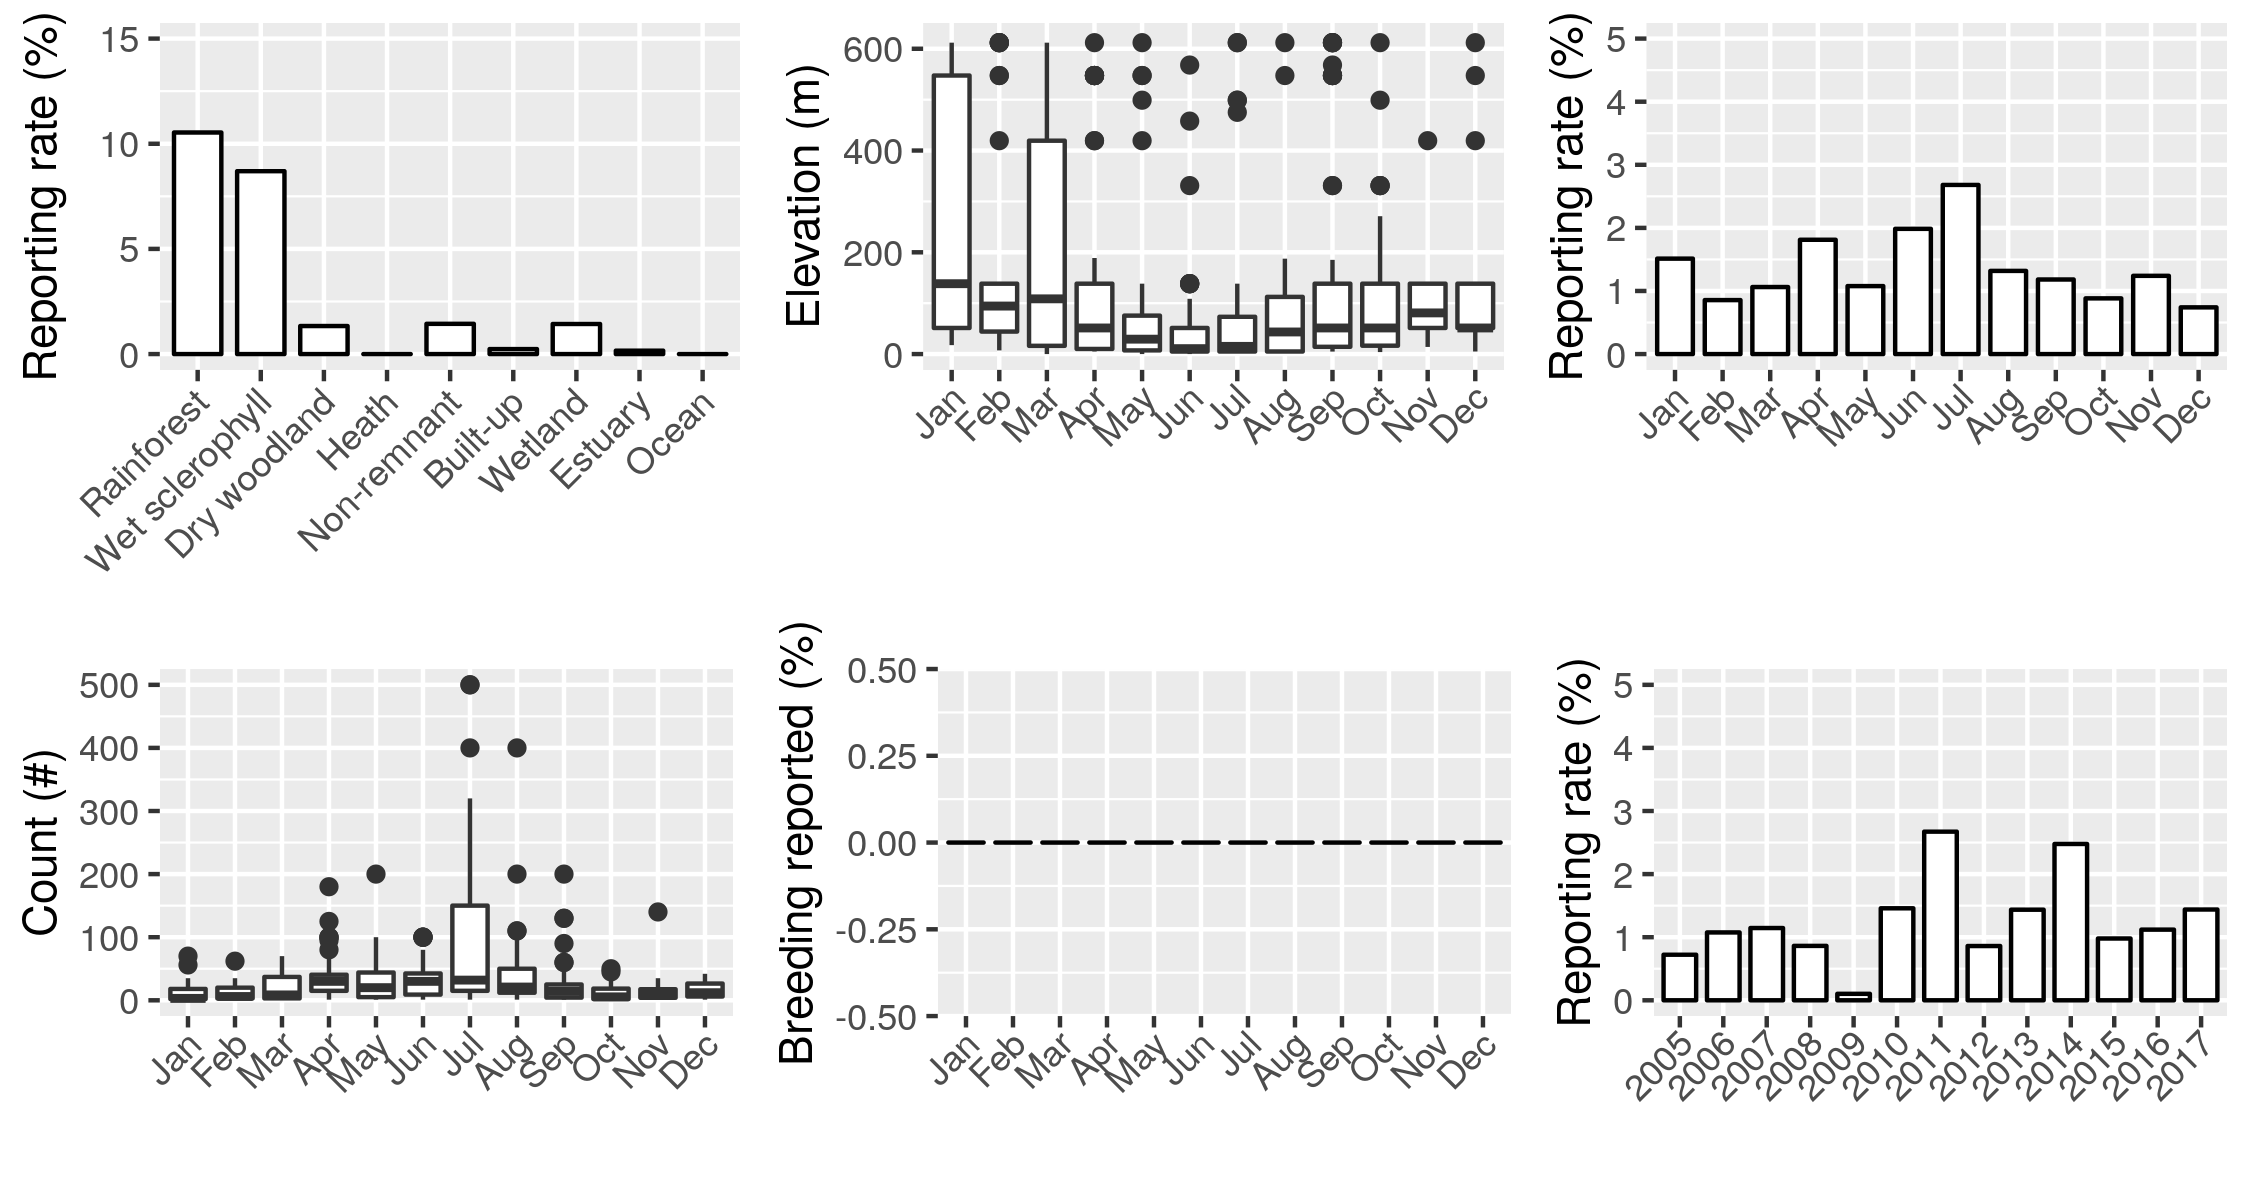 Reporting rate (%)
15
10
5
0
Rainforest
Wet sclerophyll
Dry woodland
Heath
Non-remnant
Built-up
Wetland
Estuary
Ocean
Elevation (m)
600
400
200
0
Jan
Feb
Mar
Apr
May
Jun
Jul
Aug
Sep
Oct
Nov
Dec
Reporting rate (%)
5
4
3
2
1
0
Jan
Feb
Mar
Apr
May
Jun
Jul
Aug
Sep
Oct
Nov
Dec
Count (#)
500
400
300
200
100
0
Jan
Feb
Mar
Apr
May
Jun
Jul
Aug
Sep
Oct
Nov
Dec
Breeding reported (%)
0.50
0.25
0.00
-0.25
-0.50
Jan
Feb
Mar
Apr
May
Jun
Jul
Aug
Sep
Oct
Nov
Dec
Reporting rate (%)
5
4
3
2
1
0
2005
2006
2007
2008
2009
2010
2011
2012
2013
2014
2015
2016
2017